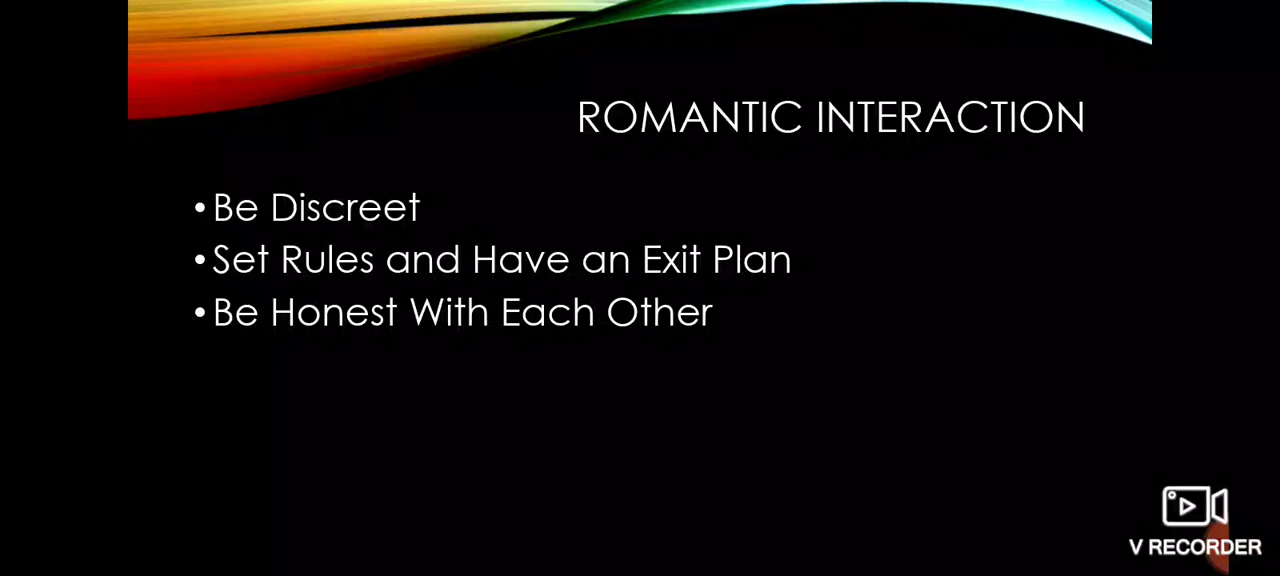 ROMANTIC INTERACTION
• Be Discreet
• Set Rules and Have an Exit Plan
• Be Honest With Each Other
V RECORDER